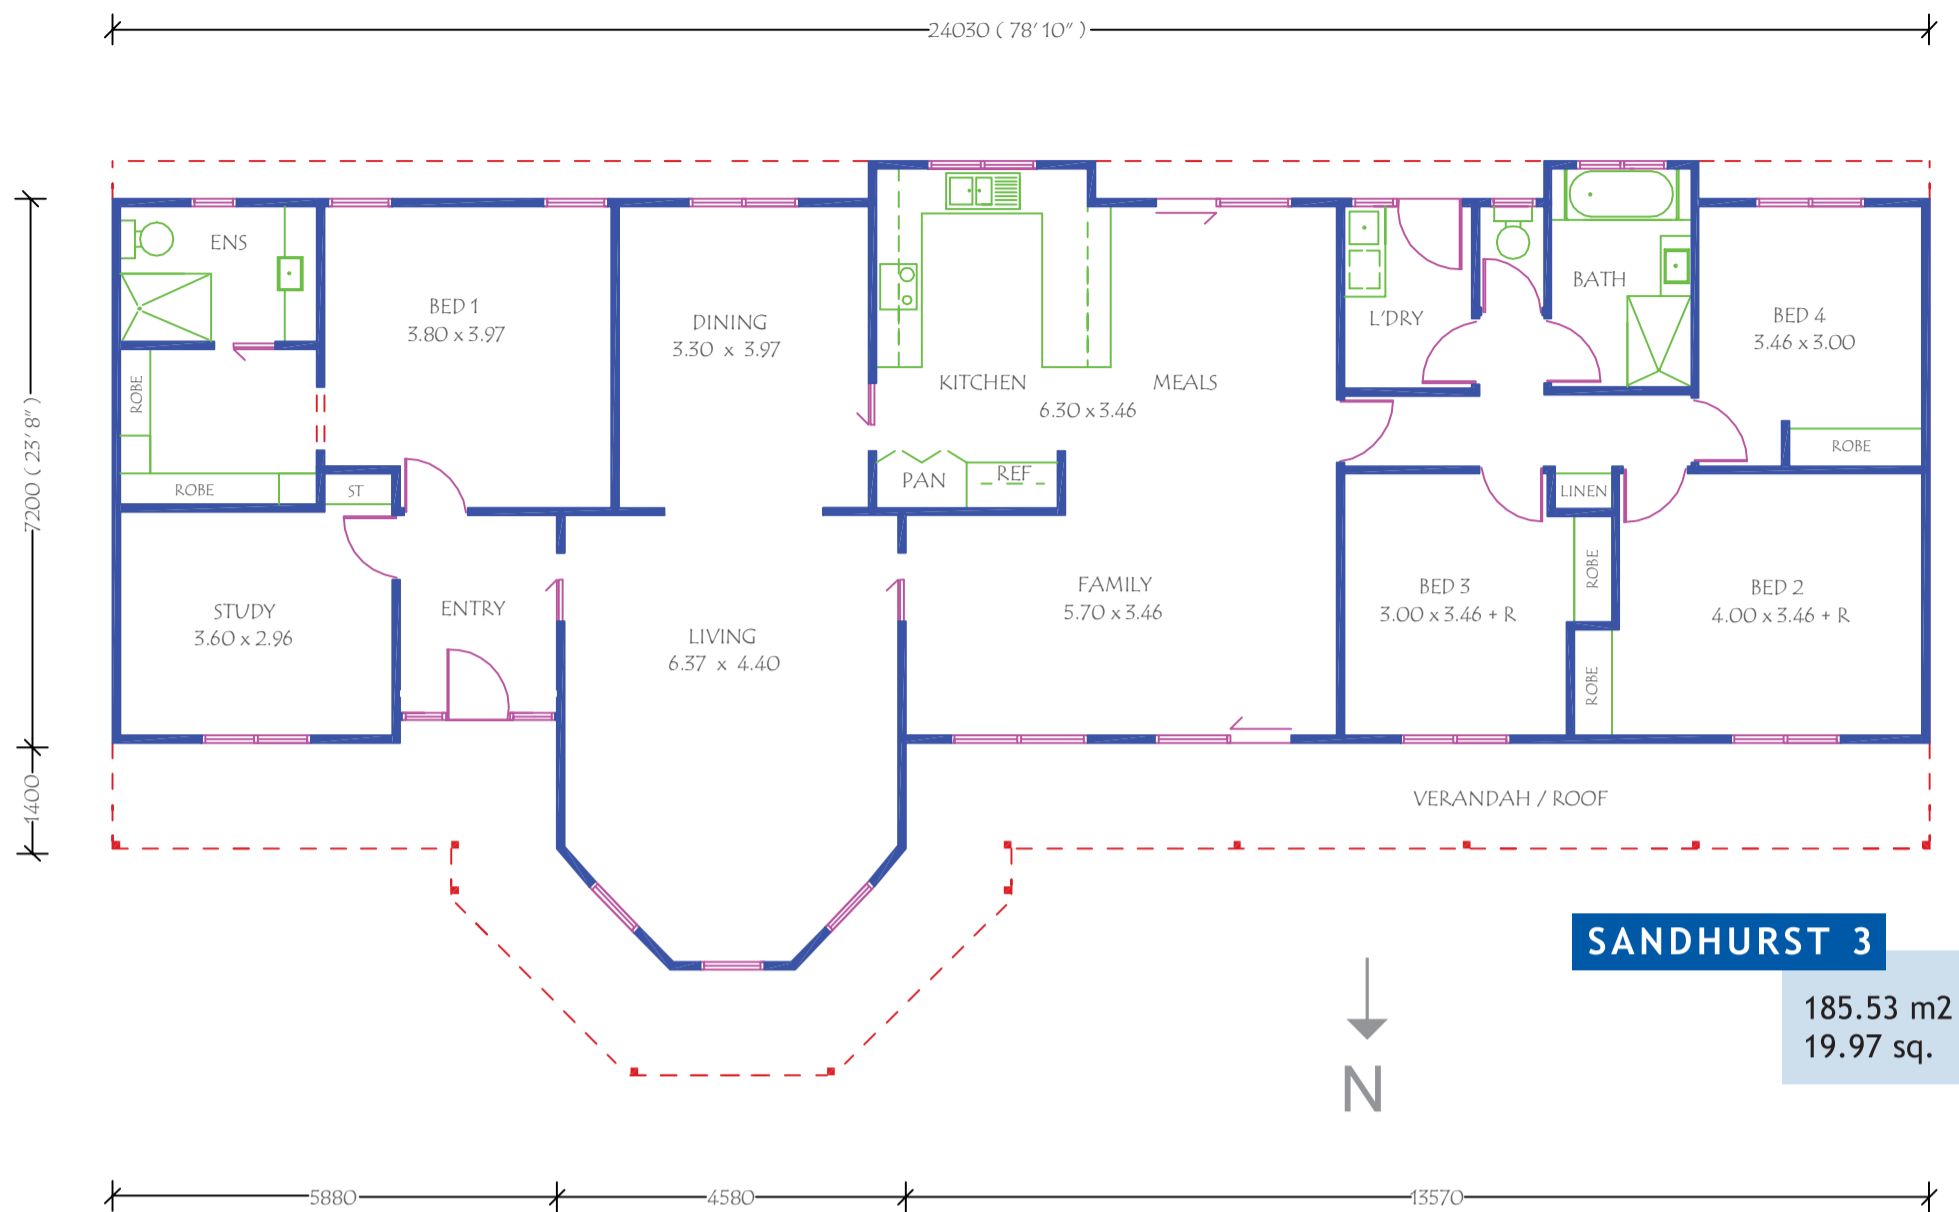 24030 ( 78' 10" )
7200 ( 23' 8" )
1400
ENS
BED 1
3.80 x 3.97
DINING
3.30 x 3.97
KITCHEN
MEALS
6.30 x 3.46
L'DRY
BATH
BED 4
3.46 x 3.00
ROBE
ROBE
ROBE
ST
PAN
REF
LINEN
STUDY
3.60 x 2.96
ENTRY
LIVING
6.37 x 4.40
FAMILY
5.70 x 3.46
BED 3
3.00 x 3.46 + R
ROBE
ROBE
BED 2
4.00 x 3.46 + R
VERANDAH / ROOF
SANDHURST 3
185.53 m2
19.97 sq.
N
5880
4580
13570